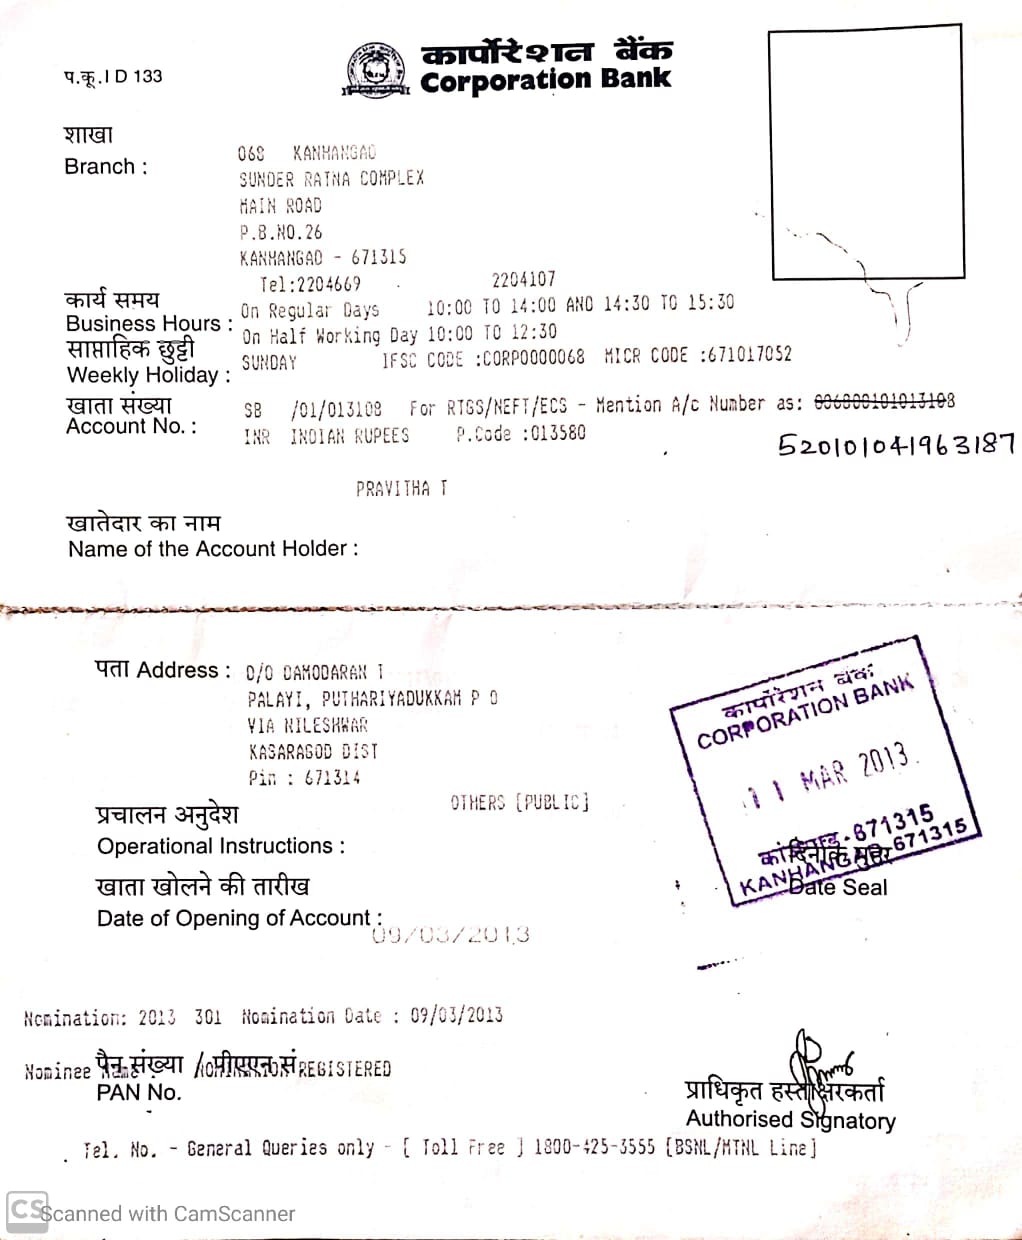 प.कू.I D 133
कार्पोरेशन बैंक
Corporation Bank
शाखा
Branch :
068 KANHANGAD
SUNDER RATNA COMPLEX
MAIN ROAD
P.B.NO.26
KANHANGAD - 671315
Tel:2204669 2204107
कार्य समय
Business Hours :
On Regular Days 10:00 TO 14:00 AND 14:30 TO 15:30
On Half Working Day 10:00 TO 12:30
साप्ताहिक छुट्टी
Weekly Holiday :
SUNDAY IFSC CODE :CORP0000068 MICR CODE :671017052
खाता संख्या
Account No. :
SB /01/013108 For RTGS/NEFT/ECS - Mention A/c Number as: 006800101013108
INR INDIAN RUPEES P.Code :013580
520101041963187
PRAVITHA T
खातेदार का नाम
Name of the Account Holder :
पता Address : D/O DAMODARAN T
PALAYI, PUTHARIYADUKKAM P O
VIA NILESHWAR
KASARAGOD DIST
Pin : 671314
OTHERS [PUBLIC]
प्रचालन अनुदेश
Operational Instructions :
खाता खोलने की तारीख
Date of Opening of Account :
09/03/2013
कार्पोरेशन बैंक
CORPORATION BANK
11 MAR 2013
671315
KANHANGAD-671315
दिनांक मुहर
Date Seal
Nomination: 2013 301 Nomination Date : 09/03/2013
Nominee Name : NOMINATION REGISTERED
पैन संख्या / पीएएन सं
PAN No.
प्राधिकृत हस्ताक्षरकर्ता
Authorised Signatory
Tel. No. - General Queries only - [ Toll Free ] 1800-425-3555 [BSNL/MTNL Line]
CS Scanned with CamScanner